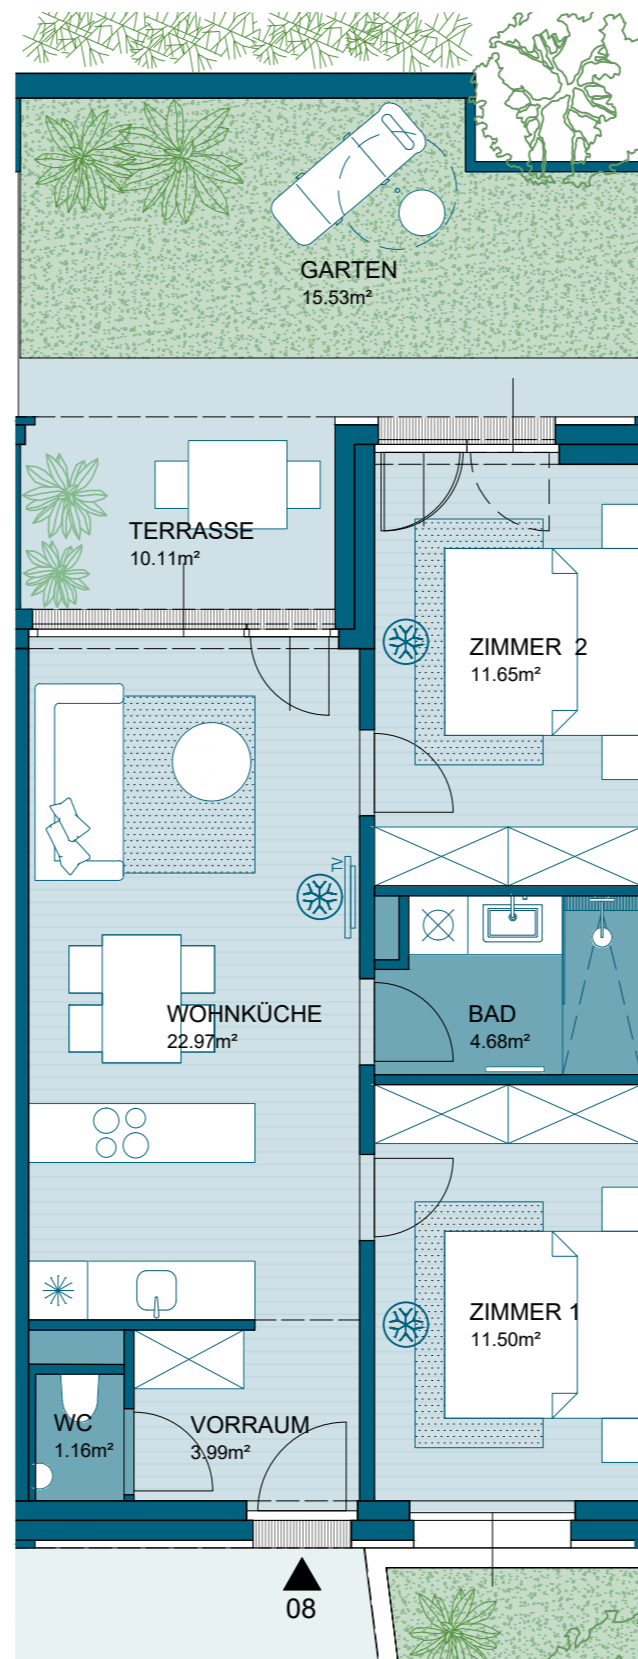 GARTEN
15.53m²
TERRASSE
10.11m²
ZIMMER 2
11.65m²
TV
WOHNKÜCHE
22.97m²
BAD
4.68m²
ZIMMER 1
11.50m²
WC
1.16m²
VORRAUM
3.99m²
08